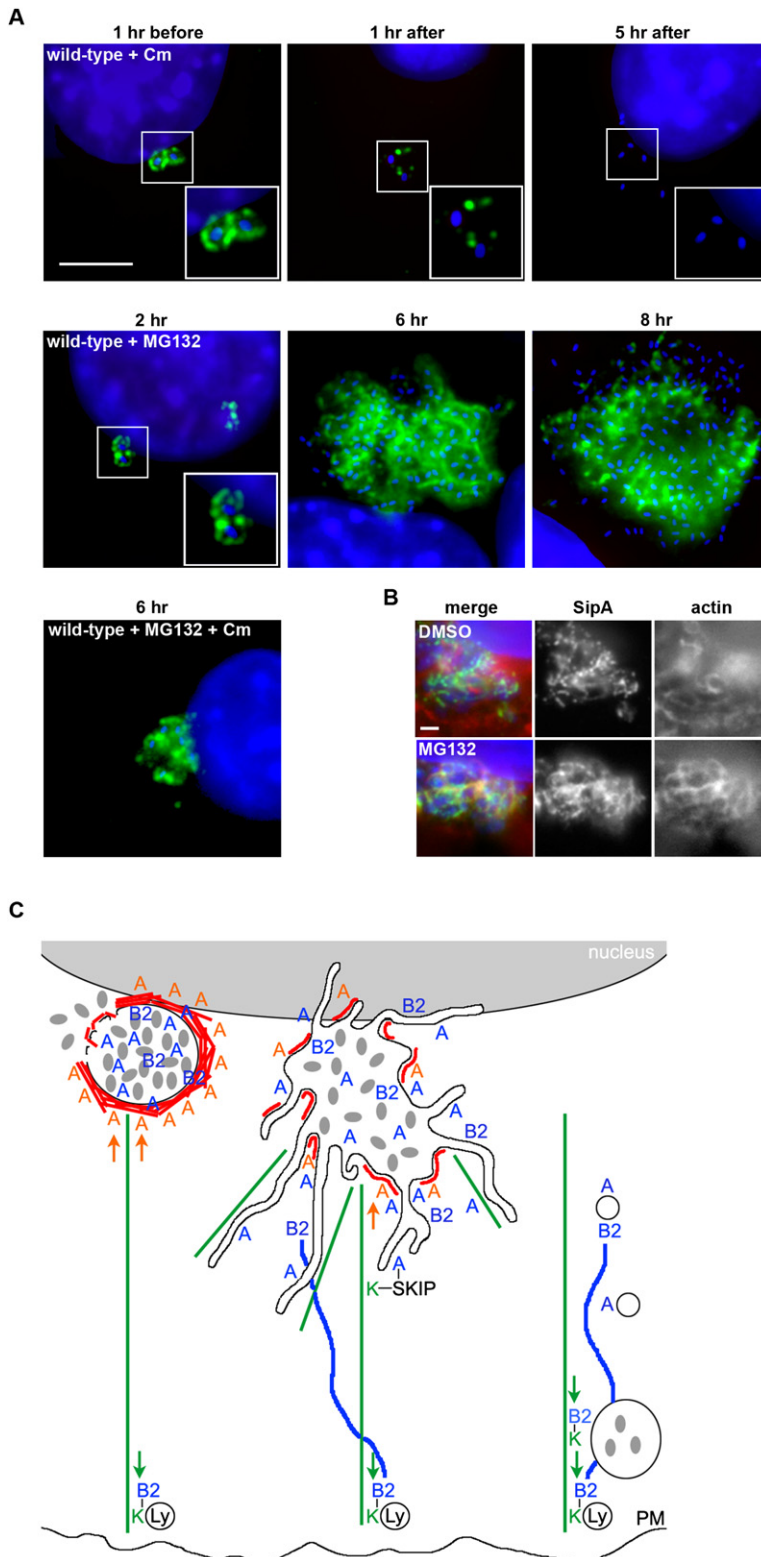 A
1 hr before
1 hr after
5 hr after
wild-type + Cm
2 hr
6 hr
8 hr
wild-type + MG132
6 hr
wild-type + MG132 + Cm
B
merge
SipA
actin
DMSO
MG132
C
nucleus
A
A
A
A
A
A
A
A
A
A
A
A
A
A
B2
A
A
A
B2
A
A
B2
A
A A
B2
Ly
K
A
A
B2
B2
A
A
A
B2
A
A
B2
A
A
A
A
A
B2
A
A
B2
A
A
K–SKIP
B2
K
Ly
A
B2
A
B2
K
B2
K
Ly
PM